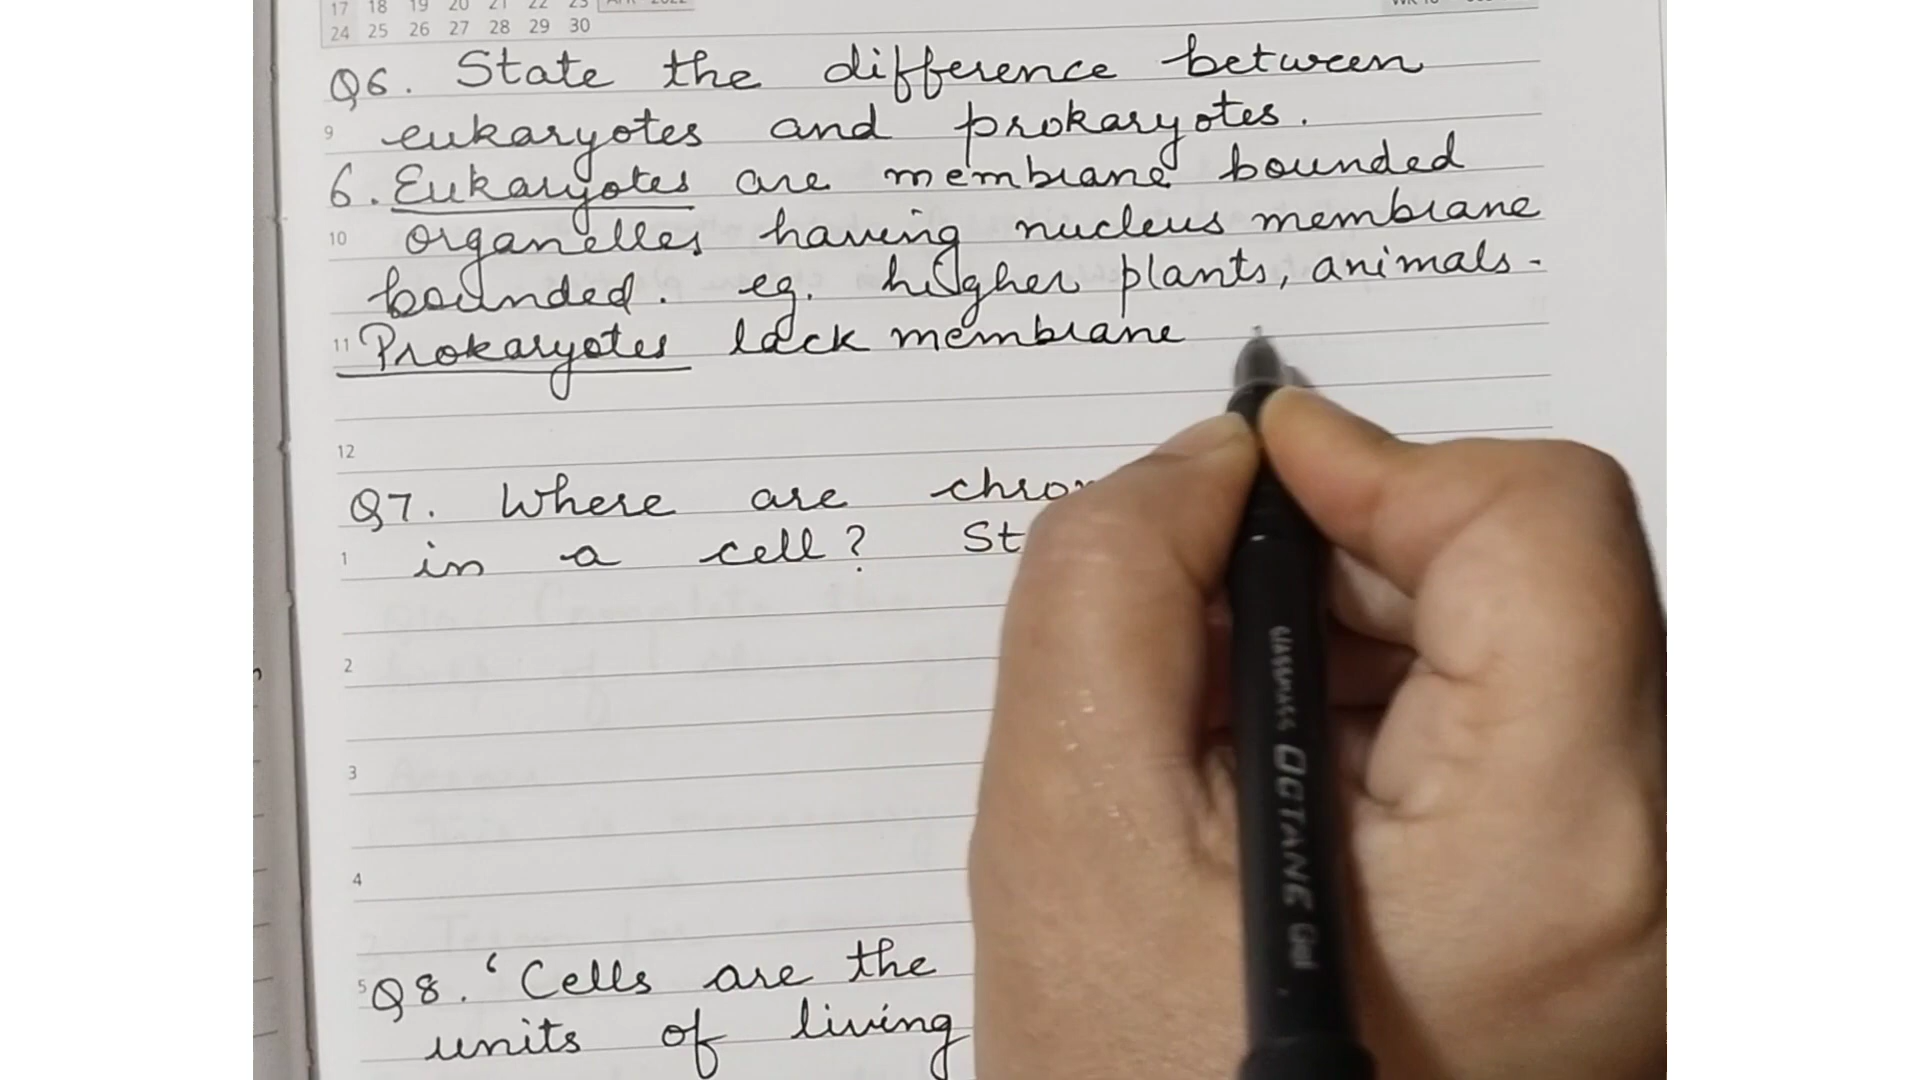 17 18 19 20 21 22 23
24 25 26 27 28 29 30
Q6. State the difference between
9 eukaryotes and prokaryotes.
6. Eukaryotes are membrane bounded
10 organelles having nucleus membrane
bounded. eg. higher plants, animals.
11 Prokaryotes lack membrane
12
Q7. Where are
1 in a cell?
2
3
4
5 Q8. ‘Cells are the
units of living
classmate OCTANE Gel